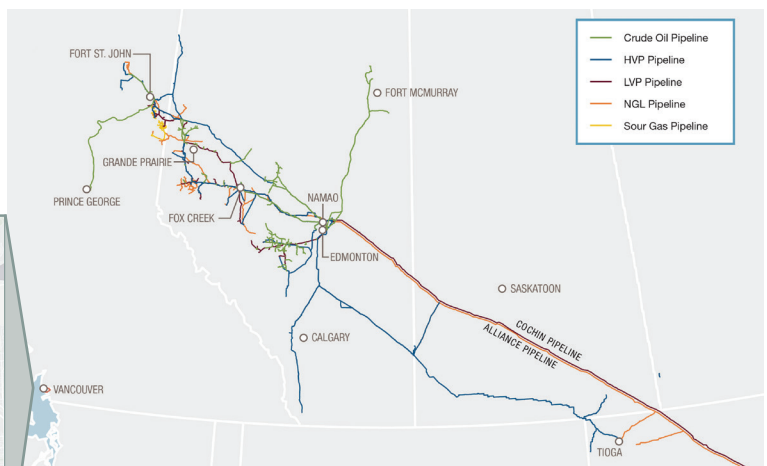 Crude Oil Pipeline
HVP Pipeline
LVP Pipeline
NGL Pipeline
Sour Gas Pipeline
FORT ST. JOHN
FORT MCMURRAY
GRANDE PRAIRIE
PRINCE GEORGE
FOX CREEK
NAMAO
EDMONTON
SASKATOON
COCHIN PIPELINE
ALLIANCE PIPELINE
CALGARY
VANCOUVER
TIOGA